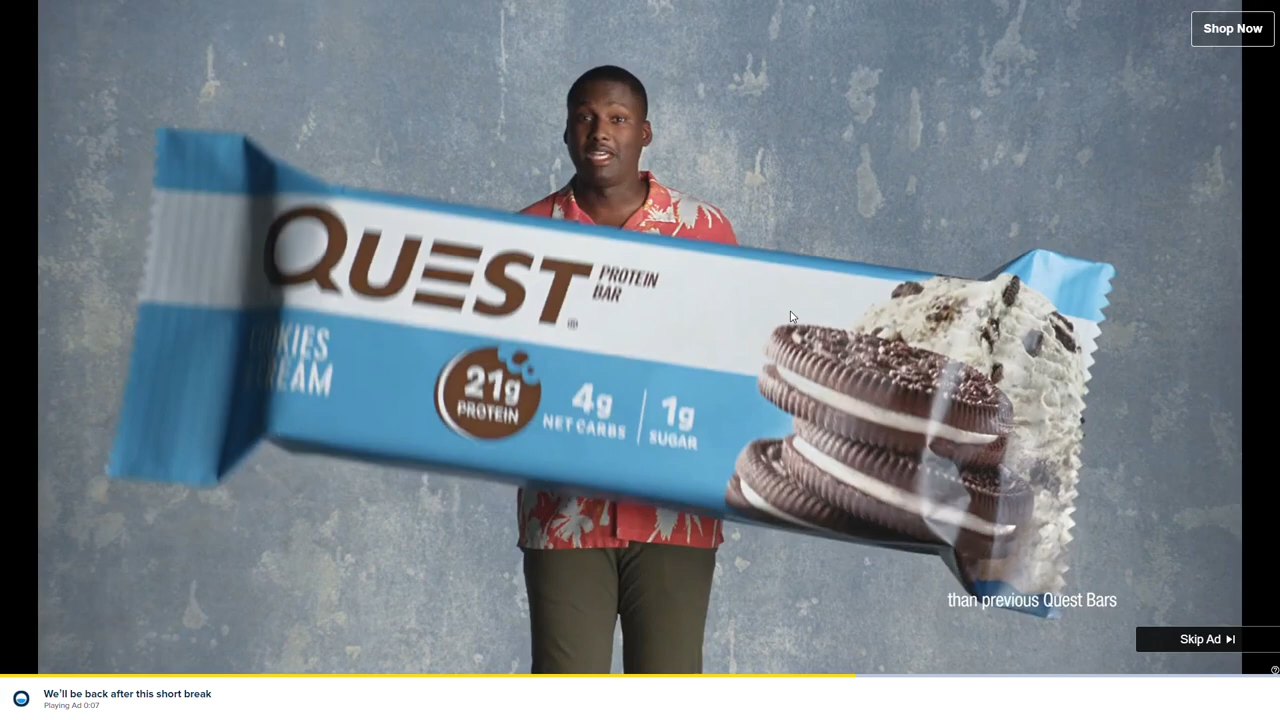 Shop Now
QUEST
PROTEIN
BAR
®
21g
PROTEIN
4g
NET CARBS
1g
SUGAR
than previous Quest Bars
Skip Ad
We'll be back after this short break
Playing Ad 0:07